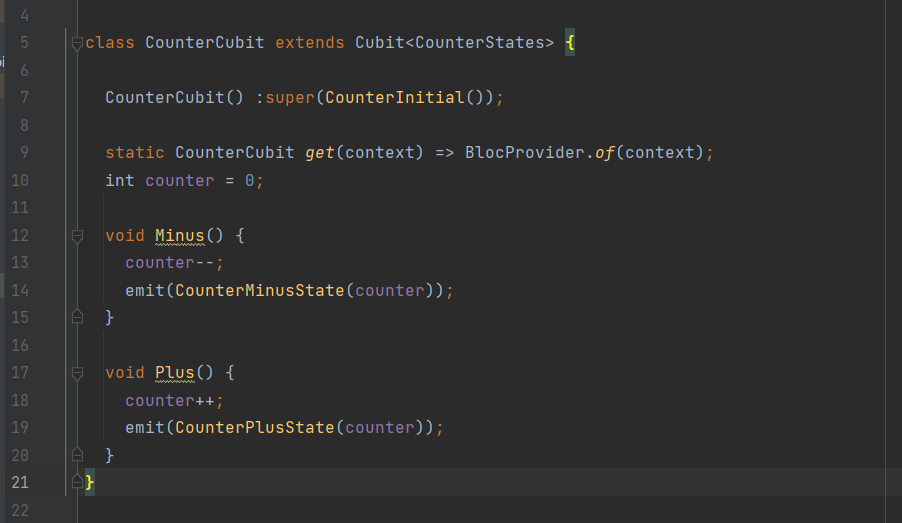 4
5 class CounterCubit extends Cubit<CounterStates> {
6
7 CounterCubit() :super(CounterInitial());
8
9 static CounterCubit get(context) => BlocProvider.of(context);
10 int counter = 0;
11
12 void Minus() {
13 counter--;
14 emit(CounterMinusState(counter));
15 }
16
17 void Plus() {
18 counter++;
19 emit(CounterPlusState(counter));
20 }
21 }
22